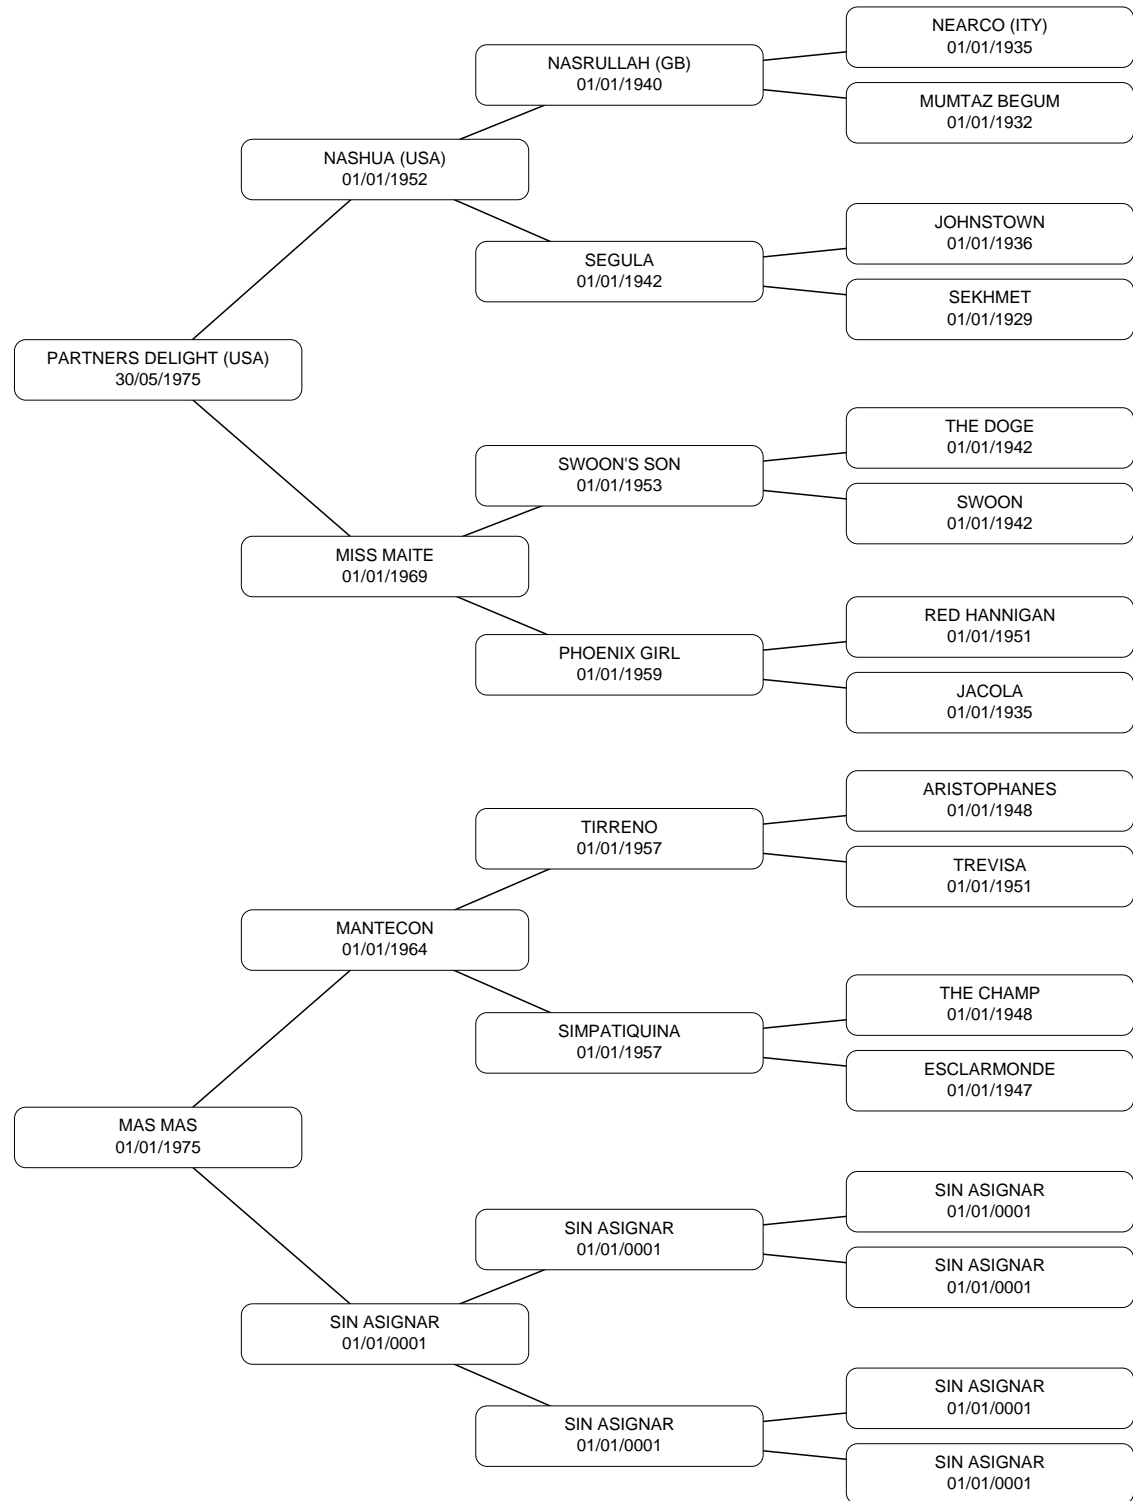 NEARCO (ITY)
01/01/1935
NASRULLAH (GB)
01/01/1940
MUMTAZ BEGUM
01/01/1932
NASHUA (USA)
01/01/1952
JOHNSTOWN
01/01/1936
SEGULA
01/01/1942
SEKHMET
01/01/1929
PARTNERS DELIGHT (USA)
30/05/1975
THE DOGE
01/01/1942
SWOON'S SON
01/01/1953
SWOON
01/01/1942
MISS MAITE
01/01/1969
RED HANNIGAN
01/01/1951
PHOENIX GIRL
01/01/1959
JACOLA
01/01/1935
ARISTOPHANES
01/01/1948
TIRRENO
01/01/1957
TREVISA
01/01/1951
MANTECON
01/01/1964
THE CHAMP
01/01/1948
SIMPATIQUINA
01/01/1957
ESCLARMONDE
01/01/1947
MAS MAS
01/01/1975
SIN ASIGNAR
01/01/0001
SIN ASIGNAR
01/01/0001
SIN ASIGNAR
01/01/0001
SIN ASIGNAR
01/01/0001
SIN ASIGNAR
01/01/0001
SIN ASIGNAR
01/01/0001
SIN ASIGNAR
01/01/0001